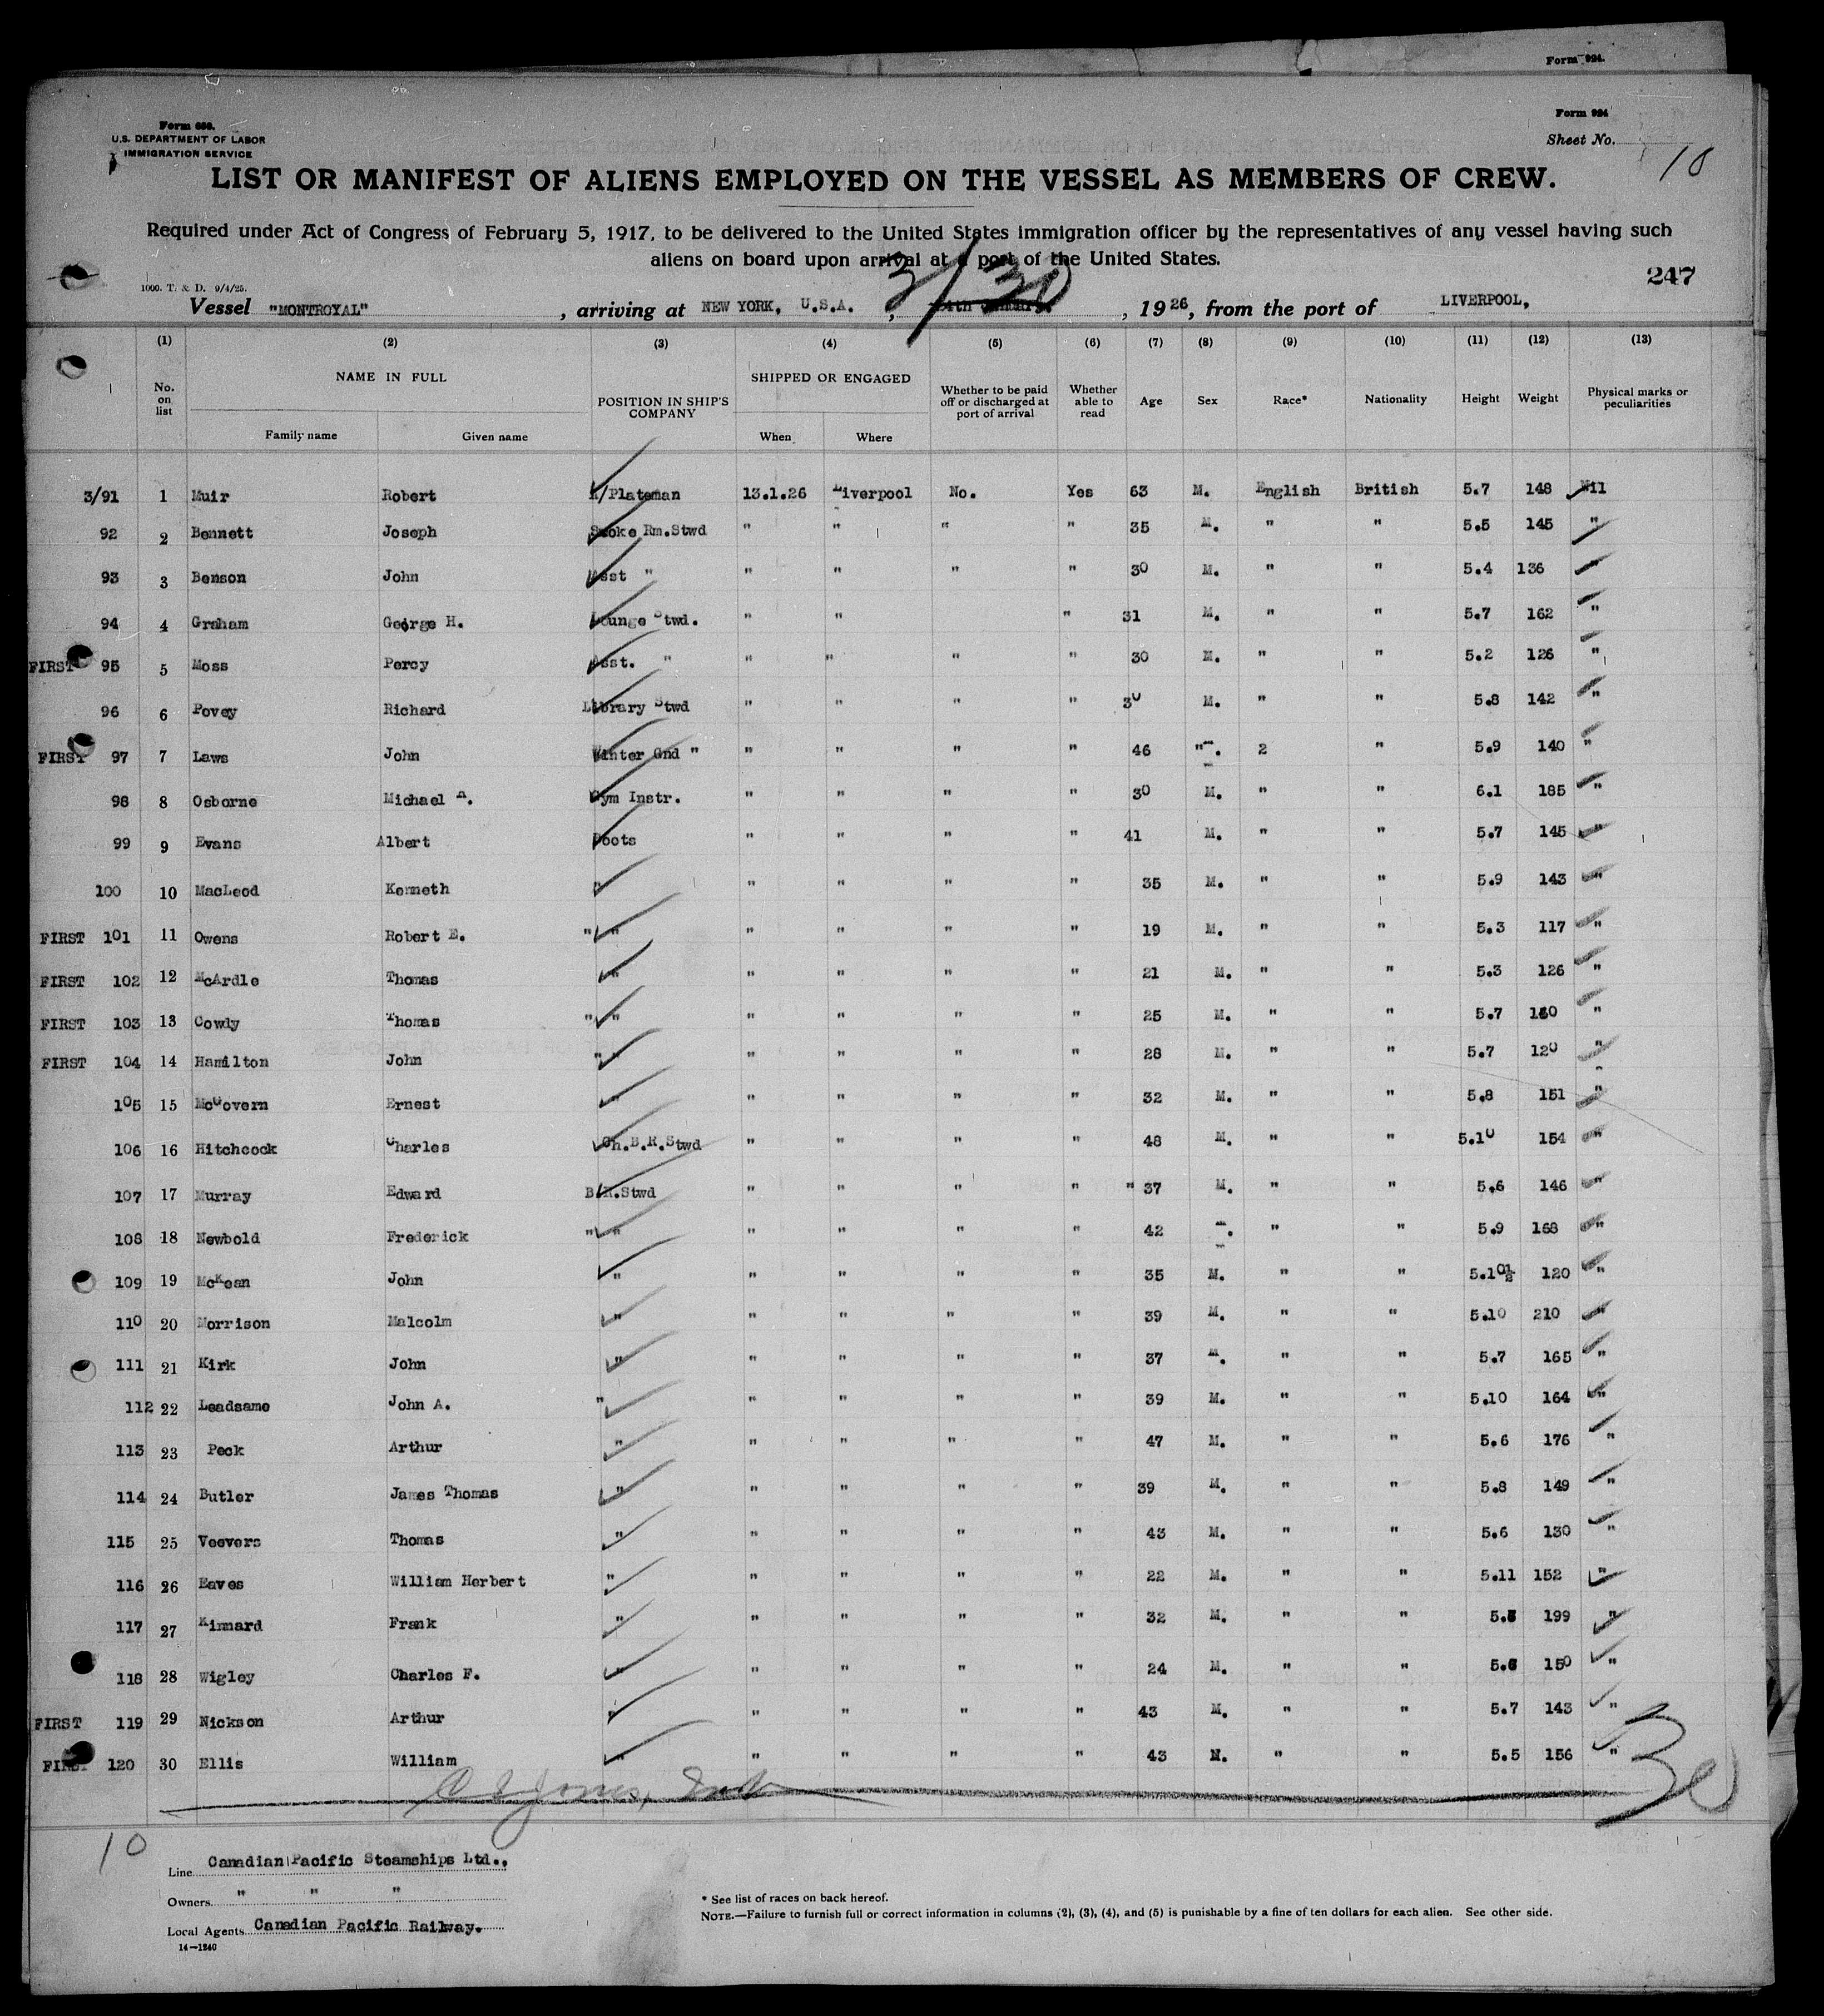 Form 924.
Form 924
Sheet No.
10
Form 680.
U.S. DEPARTMENT OF LABOR
IMMIGRATION SERVICE
LIST OR MANIFEST OF ALIENS EMPLOYED ON THE VESSEL AS MEMBERS OF CREW.
Required under Act of Congress of February 5, 1917, to be delivered to the United States immigration officer by the representatives of any vessel having such
aliens on board upon arrival at a port of the United States.
247
1000. T. & D. 9/4/25.
3/30
Vessel "MONTROYAL", arriving at NEW YORK, U.S.A., 1926, from the port of LIVERPOOL,
(1) (2) (3) (4) (5) (6) (7) (8) (9) (10) (11) (12) (13)
No. on list NAME IN FULL Family name Given name POSITION IN SHIP'S COMPANY SHIPPED OR ENGAGED When Where Whether to be paid off or discharged at port of arrival Whether able to read Age Sex Race* Nationality Height Weight Physical marks or peculiarities
3/91 1 Muir Robert /Plateman 13.1.26 Liverpool No. Yes 63 M. English British 5.7 148 Nil
92 2 Bennett Joseph Smoke Rm.Stwd " " " " 35 M. " " 5.5 145 "
93 3 Benson John Asst " " " " " 30 M. " " 5.4 136 "
94 4 Graham George H. Lounge Stwd. " " " 31 M. " " 5.7 162 "
FIRST 95 5 Moss Percy Asst. " " " " " 30 M. " " 5.2 126 "
96 6 Povey Richard Library Stwd " " " " 30 M. " " 5.8 142 "
FIRST 97 7 Laws John Winter Gnd " " " " " 46 "M. 2 " 5.9 140 "
98 8 Osborne Michael A. Gym Instr. " " " " 30 M. " " 6.1 185 "
99 9 Evans Albert Boots " " " " 41 M. " " 5.7 145 "
100 10 MacLeod Kenneth " " " " " 35 M. " " 5.9 143 "
FIRST 101 11 Owens Robert E. " " " " " " 19 M. " " 5.3 117 "
FIRST 102 12 McArdle Thomas " " " " " 21 M. " " 5.3 126 "
FIRST 103 13 Cowdy Thomas " " " " " " 25 M. " " 5.7 "
FIRST 104 14 Hamilton John " " " " " " 28 M. " " 5.7 120 "
105 15 McGovern Ernest " " " " " 32 M. " " 5.8 151 "
106 16 Hitchcock Charles Ch.B.R.Stwd " " " " 48 M. " " 5.10 154 "
107 17 Murray Edward B.R.Stwd " " " " " 37 M. " " 5.6 146 "
108 18 Newbold Frederick " " " " " " 42 M. " " 5.9 168 "
109 19 McKean John " " " " " 35 M. " " 5.10½ 120 "
110 20 Morrison Malcolm " " " " " 39 M. " " 5.10 210 "
111 21 Kirk John " " " " " 37 M. " " 5.7 165 "
112 22 Leadsame John A. " " " " " 39 M. " " 5.10 164 "
113 23 Peck Arthur " " " " " 47 M. " " 5.6 176 "
114 24 Butler James Thomas " " " " " 39 M. " " 5.8 149 "
115 25 Veevers Thomas " " " " " 43 M. " " 5.6 130 "
116 26 Eaves William Herbert " " " " " 22 M. " " 5.11 152 "
117 27 Kinnard Frank " " " " " 32 M. " " 199 "
118 28 Wigley Charles F. " " " " " 24 M. " " 150 "
FIRST 119 29 Nickson Arthur " " " " " 43 M. " " 5.7 143 "
FIRST 120 30 Ellis William " " " " " 43 M. " " 5.5 156 "
30
10
Line Canadian Pacific Steamships Ltd.,
Owners " " "
Local Agents Canadian Pacific Railway.
14—1240
* See list of races on back hereof.
NOTE.—Failure to furnish full or correct information in columns (2), (3), (4), and (5) is punishable by a fine of ten dollars for each alien. See other side.